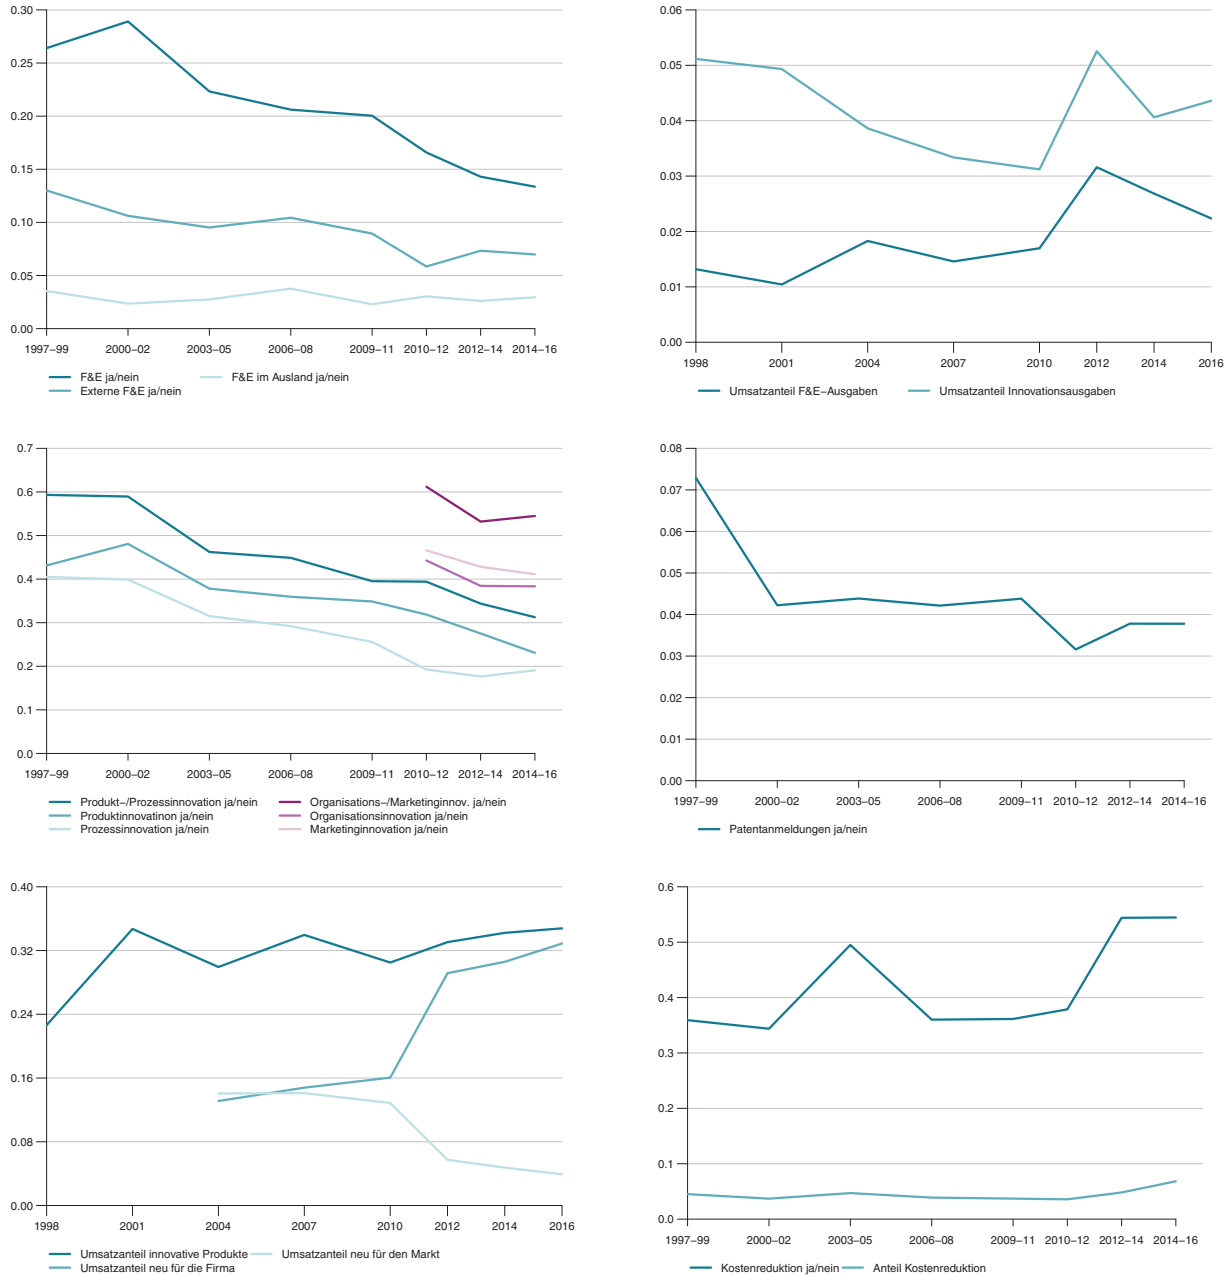 0.30
0.25
0.20
0.15
0.10
0.05
0.00
1997–99 2000–02 2003–05 2006–08 2009–11 2010–12 2012–14 2014–16
F&E ja/nein F&E im Ausland ja/nein
Externe F&E ja/nein
0.06
0.05
0.04
0.03
0.02
0.01
0.00
1998 2001 2004 2007 2010 2012 2014 2016
Umsatzanteil F&E–Ausgaben Umsatzanteil Innovationsausgaben
0.7
0.6
0.5
0.4
0.3
0.2
0.1
0.0
1997–99 2000–02 2003–05 2006–08 2009–11 2010–12 2012–14 2014–16
Produkt–/Prozessinnovation ja/nein Organisations–/Marketinginnov. ja/nein
Produktinnovatinon ja/nein Organisationsinnovation ja/nein
Prozessinnovation ja/nein Marketinginnovation ja/nein
0.08
0.07
0.06
0.05
0.04
0.03
0.02
0.01
0.00
1997–99 2000–02 2003–05 2006–08 2009–11 2010–12 2012–14 2014–16
Patentanmeldungen ja/nein
0.40
0.32
0.24
0.16
0.08
0.00
1998 2001 2004 2007 2010 2012 2014 2016
Umsatzanteil innovative Produkte Umsatzanteil neu für den Markt
Umsatzanteil neu für die Firma
0.6
0.5
0.4
0.3
0.2
0.1
0.0
1997–99 2000–02 2003–05 2006–08 2009–11 2010–12 2012–14 2014–16
Kostenreduktion ja/nein Anteil Kostenreduktion